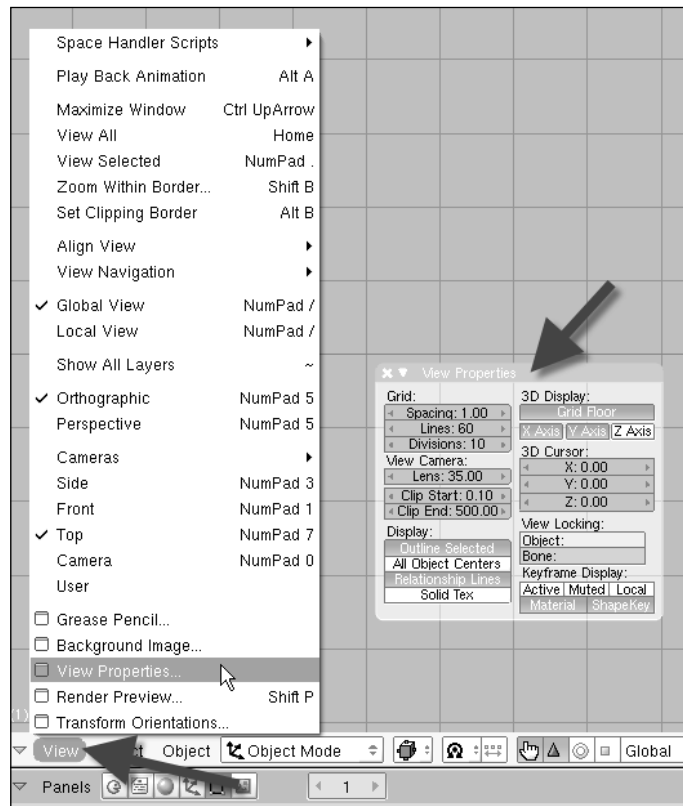 Space Handler Scripts
Play Back Animation Alt A
Maximize Window Ctrl UpArrow
View All Home
View Selected NumPad .
Zoom Within Border... Shift B
Set Clipping Border Alt B
Align View
View Navigation
Global View NumPad /
Local View NumPad /
Show All Layers ~
Orthographic NumPad 5
Perspective NumPad 5
Cameras
Side NumPad 3
Front NumPad 1
Top NumPad 7
Camera NumPad 0
User
Grease Pencil...
Background Image...
View Properties...
Render Preview... Shift P
Transform Orientations...
View Properties
Grid:
Spacing: 1.00
Lines: 60
Divisions: 10
View Camera:
Lens: 35.00
Clip Start: 0.10
Clip End: 500.00
Display:
Outline Selected
All Object Centers
Relationship Lines
Solid Tex
3D Display:
Grid Floor
X Axis Y Axis Z Axis
3D Cursor:
X: 0.00
Y: 0.00
Z: 0.00
View Locking:
Object:
Bone:
Keyframe Display:
Active Muted Local
Material ShapeKey
(1)
View Object Object Mode Global
Panels 1